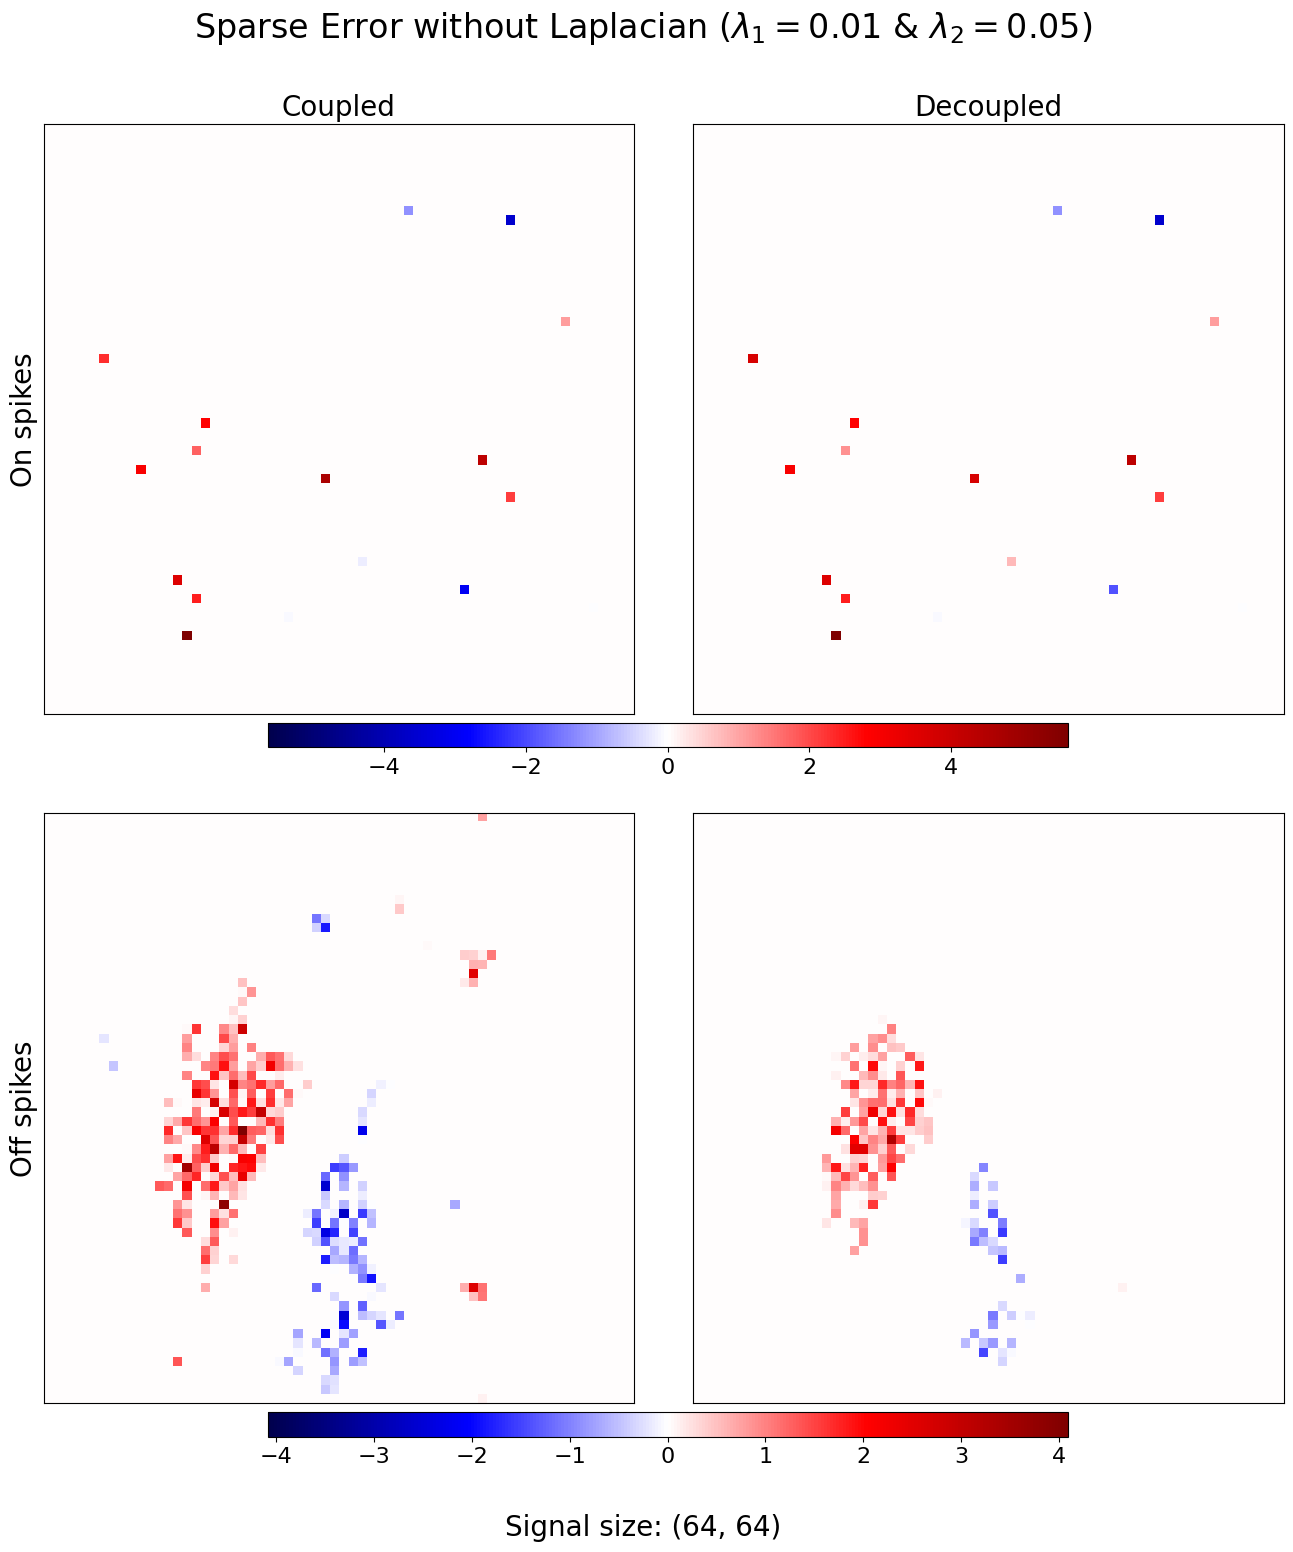 Sparse Error without Laplacian (λ₁ = 0.01 & λ₂ = 0.05)
Coupled
Decoupled
On spikes
−4 −2 0 2 4
Off spikes
−4 −3 −2 −1 0 1 2 3 4
Signal size: (64, 64)